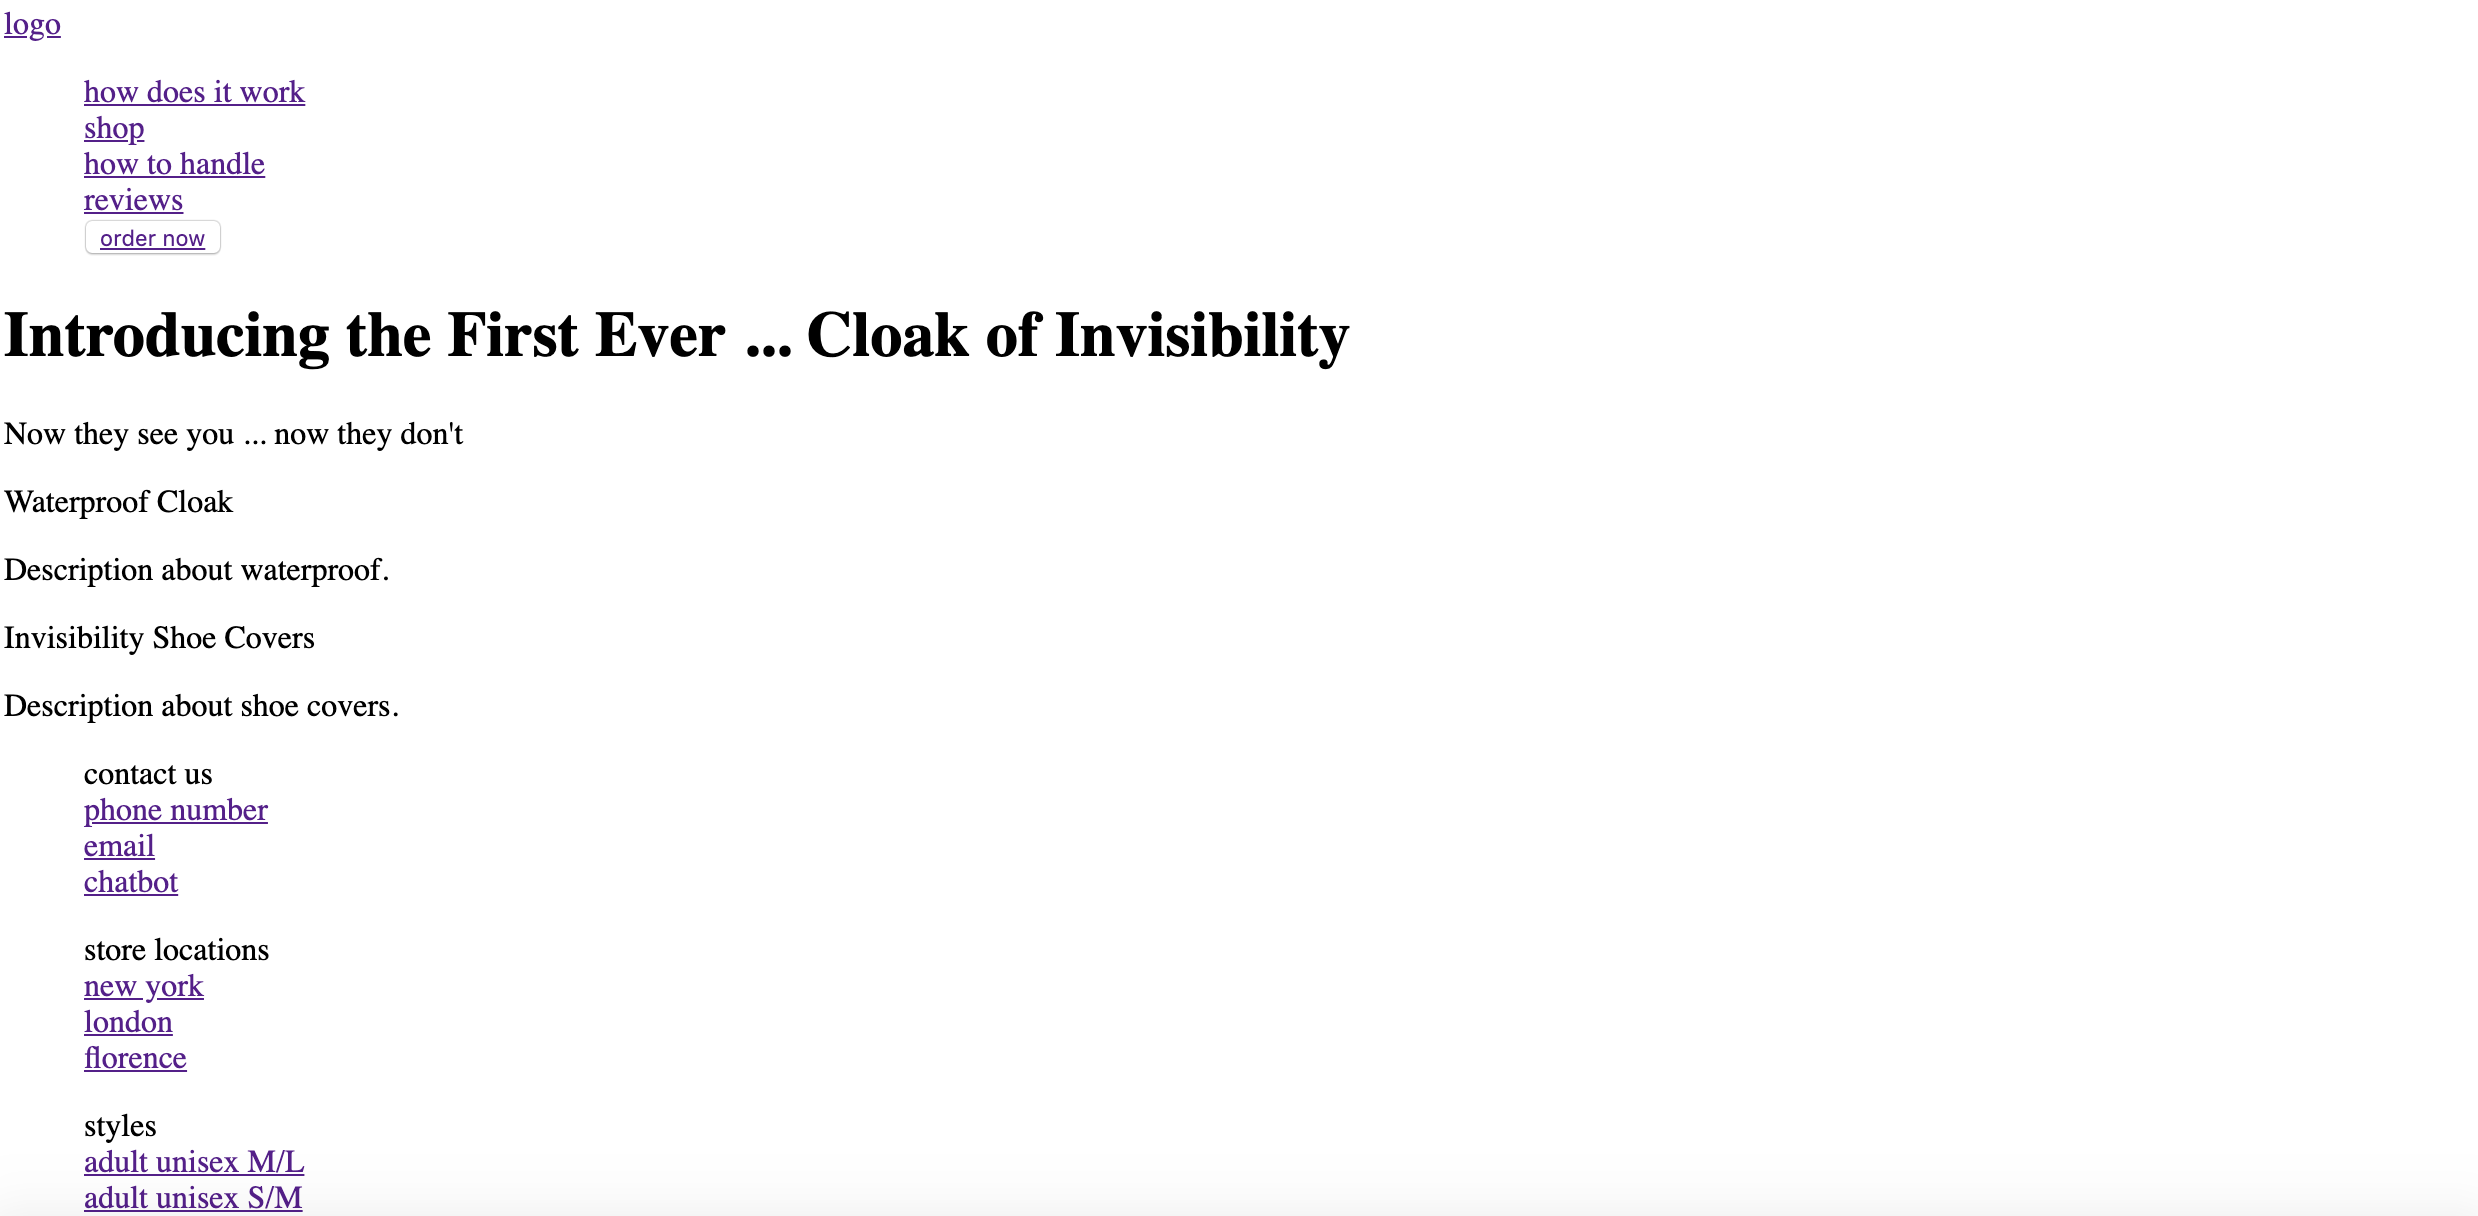 logo
how does it work
shop
how to handle
reviews
order now
Introducing the First Ever ... Cloak of Invisibility
Now they see you ... now they don't
Waterproof Cloak
Description about waterproof.
Invisibility Shoe Covers
Description about shoe covers.
contact us
phone number
email
chatbot
store locations
new york
london
florence
styles
adult unisex M/L
adult unisex S/M